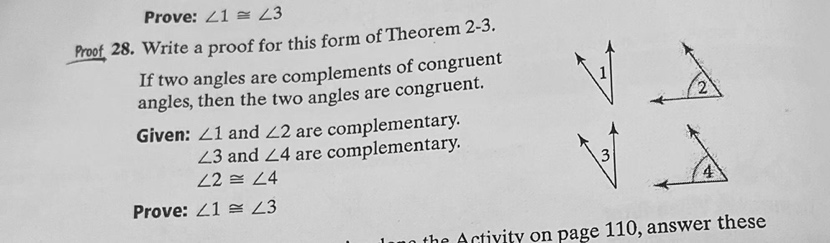 Prove: ∠1 ≅ ∠3
Proof 28. Write a proof for this form of Theorem 2-3.
If two angles are complements of congruent
angles, then the two angles are congruent.
Given: ∠1 and ∠2 are complementary.
∠3 and ∠4 are complementary.
∠2 ≅ ∠4
Prove: ∠1 ≅ ∠3
1
2
3
4
the Activity on page 110, answer these